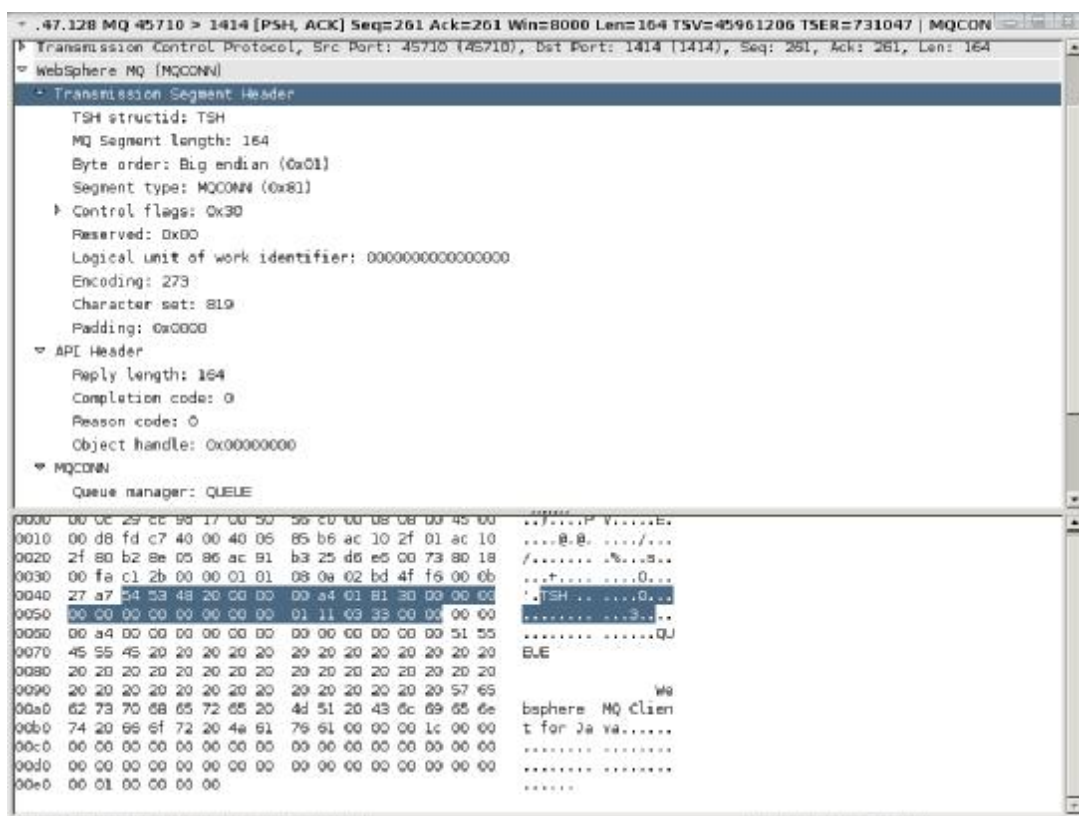 .47.128 MQ 45710 > 1414 [PSH, ACK] Seq=261 Ack=261 Win=8000 Len=164 TSV=45961206 TSER=731047 | MQCON
Transmission Control Protocol, Src Port: 45710 (45710), Dst Port: 1414 (1414), Seq: 261, Ack: 261, Len: 164
WebSphere MQ (MQCONN)
Transmission Segment Header
TSH structid: TSH
MQ Segment length: 164
Byte order: Big endian (0x01)
Segment type: MQCONN (0x81)
Control flags: 0x30
Reserved: 0x00
Logical unit of work identifier: 0000000000000000
Encoding: 273
Character set: 819
Padding: 0x0000
API Header
Reply length: 164
Completion code: 0
Reason code: 0
Object handle: 0x00000000
MQCONN
Queue manager: QUEUE
0000 00 0c 29 cc 98 17 00 50 56 c0 00 08 08 00 45 00 ..)....P V.....E.
0010 00 d8 fd c7 40 00 40 06 85 b6 ac 10 2f 01 ac 10 ....@.@. ..../...
0020 2f 80 b2 8e 05 86 ac 91 b3 25 d6 e5 00 73 80 18 /....... .%...s..
0030 00 fa c1 2b 00 00 01 01 08 0a 02 bd 4f f6 00 0b ...+.... ....O...
0040 27 a7 54 53 48 20 00 00 00 a4 01 81 30 00 00 00 '.TSH .. ....0...
0050 00 00 00 00 00 00 00 00 01 11 03 33 00 00 00 00 ........ ...3....
0060 00 a4 00 00 00 00 00 00 00 00 00 00 00 00 51 55 ........ ......QU
0070 45 55 45 20 20 20 20 20 20 20 20 20 20 20 20 20 EUE
0080 20 20 20 20 20 20 20 20 20 20 20 20 20 20 20 20
0090 20 20 20 20 20 20 20 20 20 20 20 20 20 20 57 65 We
00a0 62 73 70 68 65 72 65 20 4d 51 20 43 6c 69 65 6e bsphere MQ Clien
00b0 74 20 66 6f 72 20 4a 61 76 61 00 00 00 1c 00 00 t for Ja va......
00c0 00 00 00 00 00 00 00 00 00 00 00 00 00 00 00 00 ........ ........
00d0 00 00 00 00 00 00 00 00 00 00 00 00 00 00 00 00 ........ ........
00e0 00 01 00 00 00 00 ......